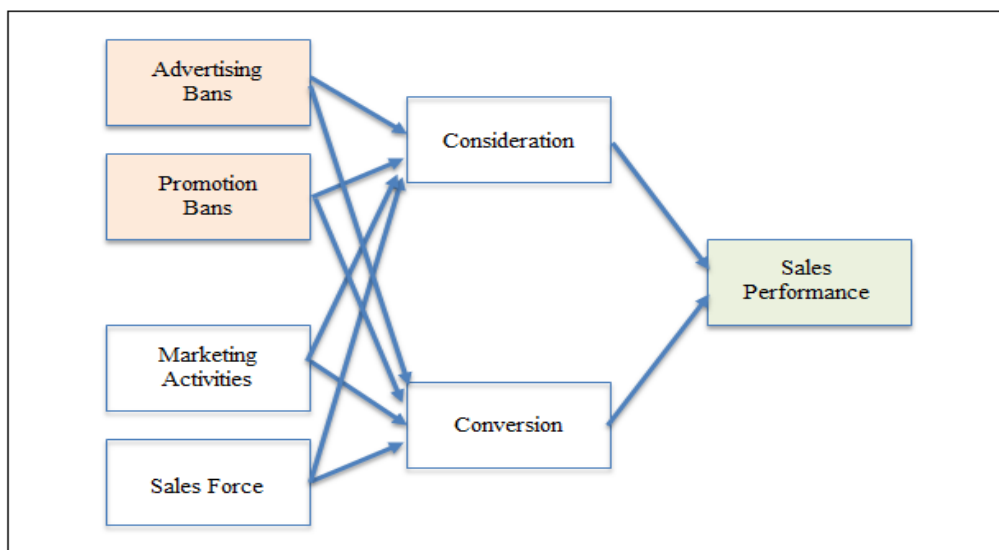 Advertising
Bans
Promotion
Bans
Marketing
Activities
Sales Force
Consideration
Conversion
Sales
Performance